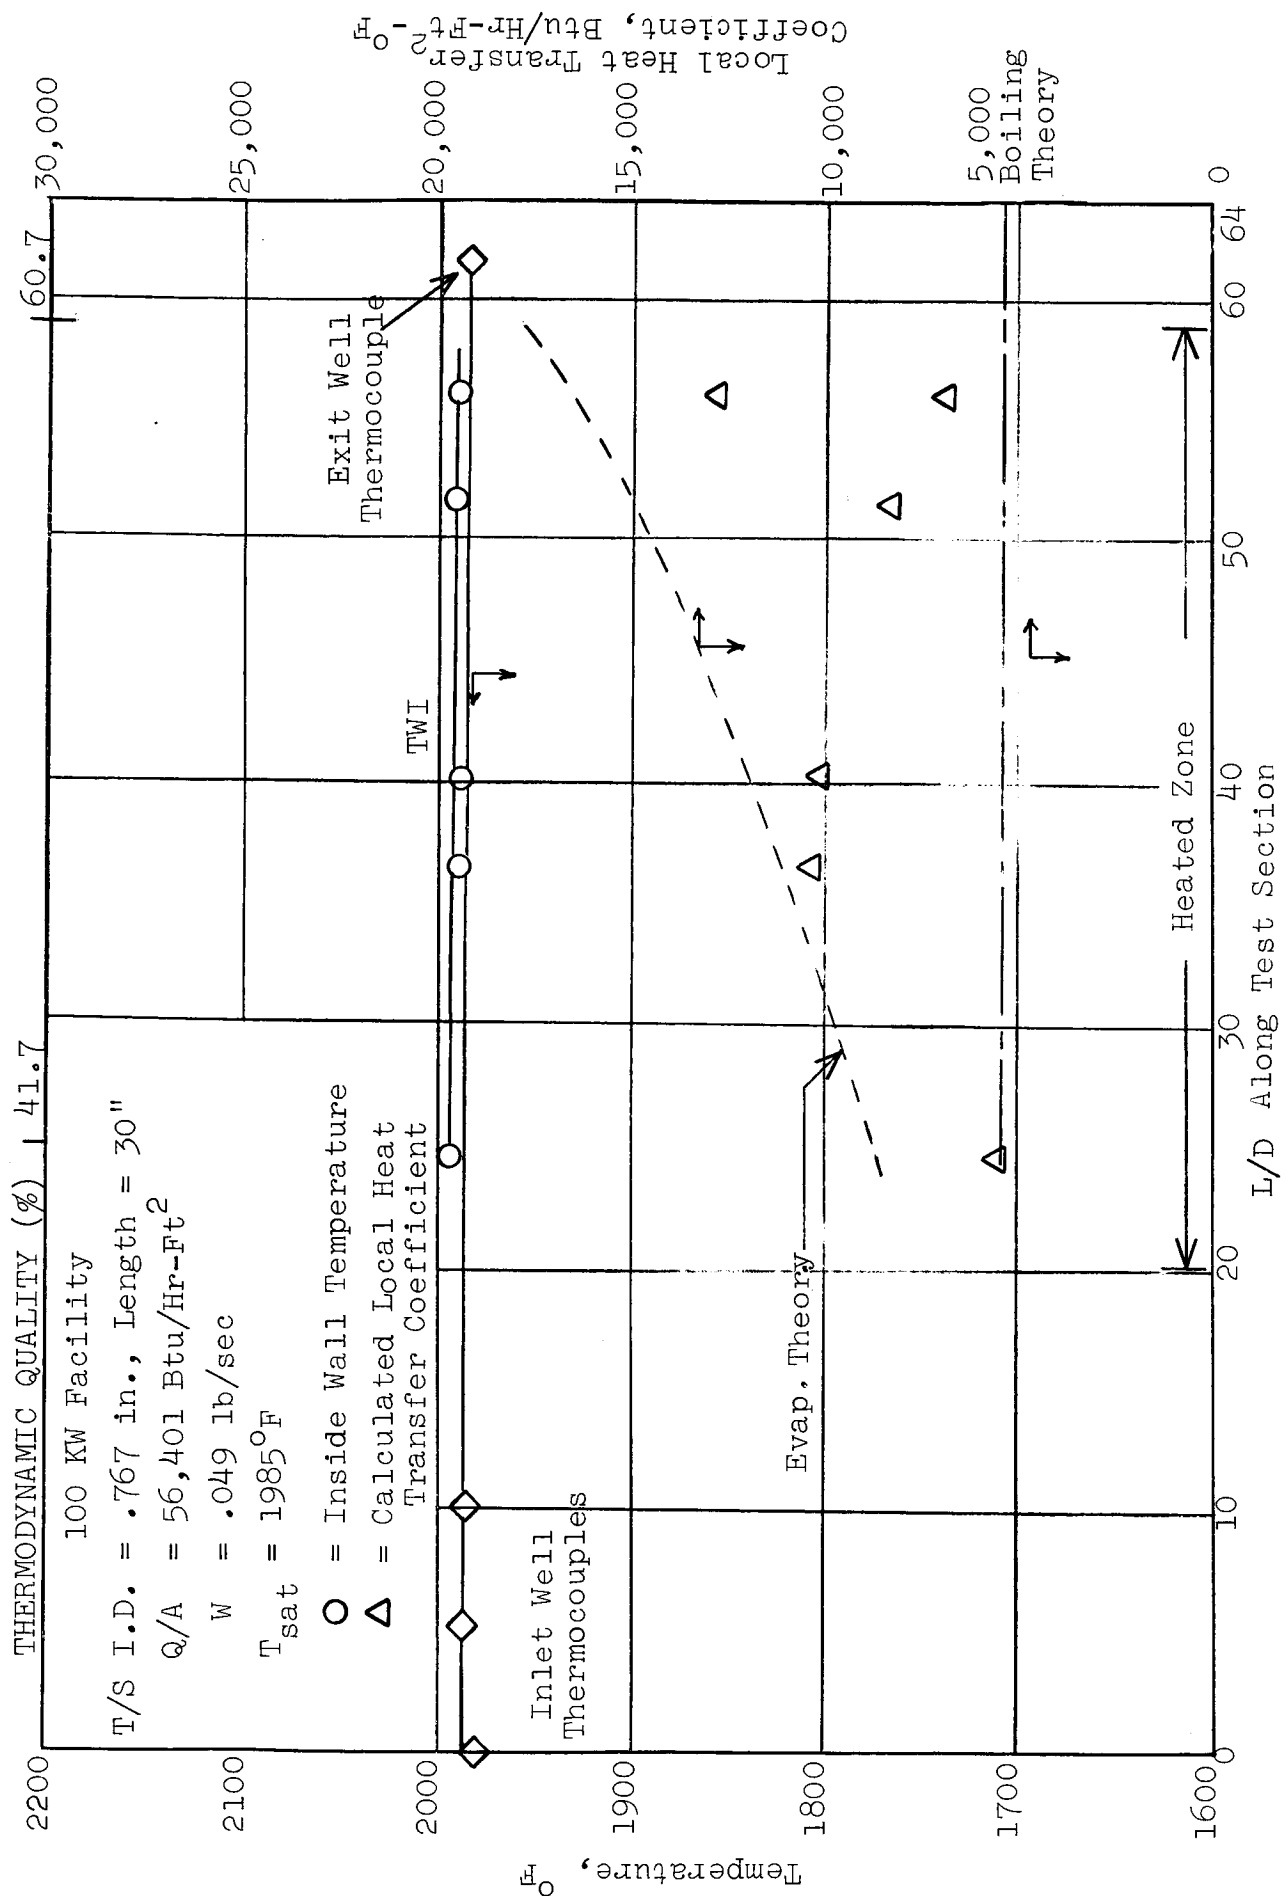 THERMODYNAMIC QUALITY (%)
41.7
60.7
100 KW Facility
T/S I.D. = .767 in., Length = 30"
Q/A = 56,401 Btu/Hr-Ft2
W = .049 lb/sec
Tsat = 1985°F
O = Inside Wall Temperature
△ = Calculated Local Heat
Transfer Coefficient
Inlet Well
Thermocouples
TWI
Exit Well
Thermocouple
Evap. Theory
Heated Zone
Boiling
Theory
Temperature, °F
2200
2100
2000
1900
1800
1700
1600
Local Heat Transfer
Coefficient, Btu/Hr-Ft2-°F
30,000
25,000
20,000
15,000
10,000
5,000
0
0
10
20
30
40
50
60
64
L/D Along Test Section